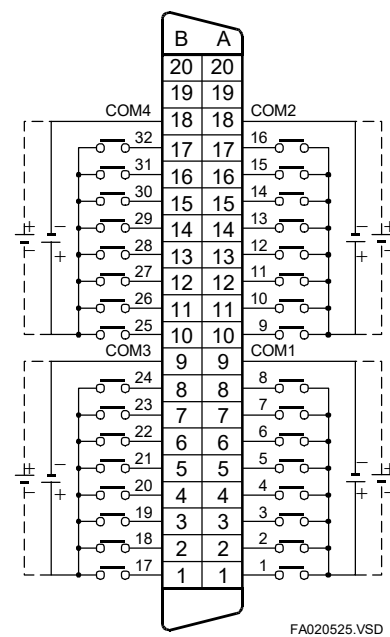 B A
20 20
19 19
COM4 18 18 COM2
32 17 17 16
31 16 16 15
30 15 15 14
29 14 14 13
28 13 13 12
27 12 12 11
26 11 11 10
25 10 10 9
COM3 9 9 COM1
24 8 8 8
23 7 7 7
22 6 6 6
21 5 5 5
20 4 4 4
19 3 3 3
18 2 2 2
17 1 1 1
+ − + − − + − +
+ − + − − + − +
FA020525.VSD